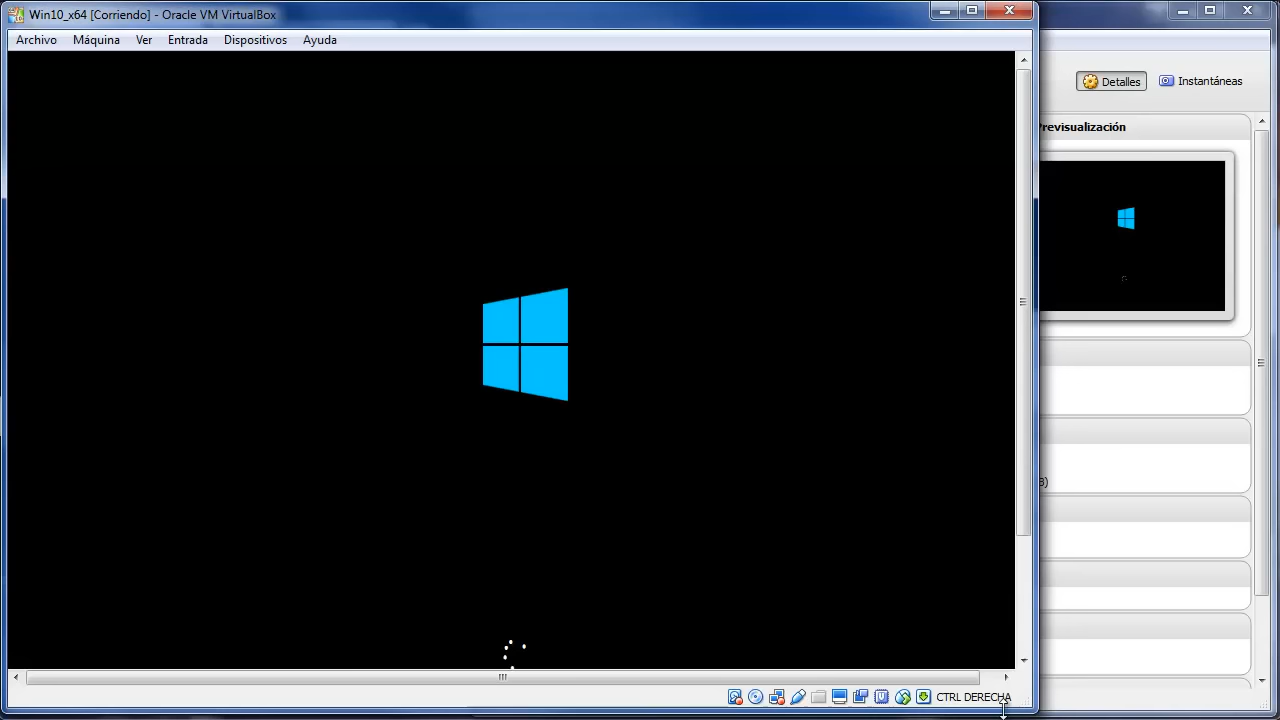 Win10_x64 [Corriendo] - Oracle VM VirtualBox
Archivo Máquina Ver Entrada Dispositivos Ayuda
Detalles Instantáneas
Previsualización
CTRL DERECHA